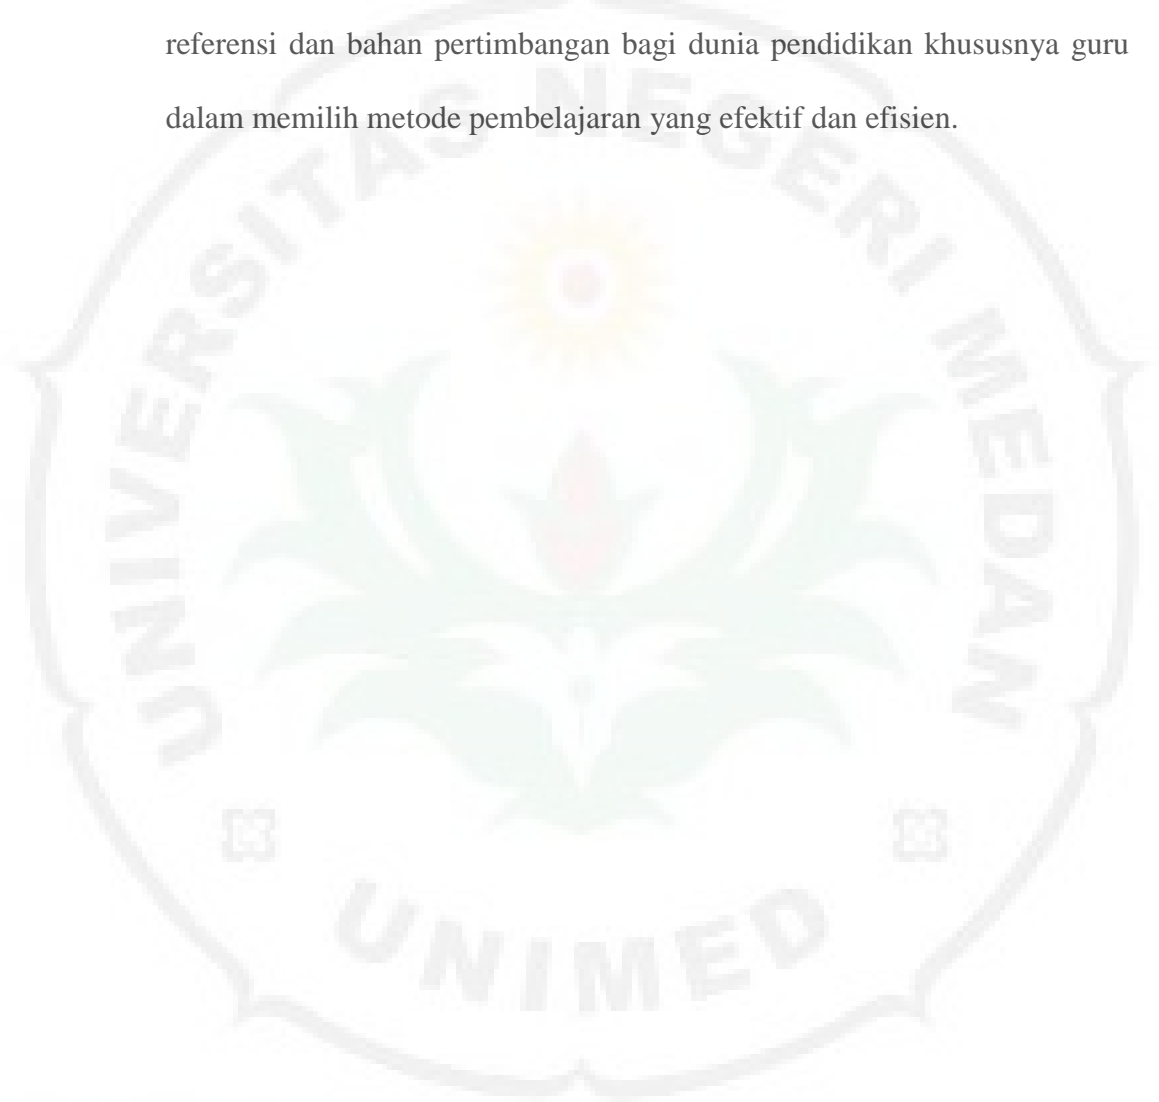 referensi dan bahan pertimbangan bagi dunia pendidikan khususnya guru
dalam memilih metode pembelajaran yang efektif dan efisien.
UNIVERSITAS NEGERI MEDAN
UNIMED